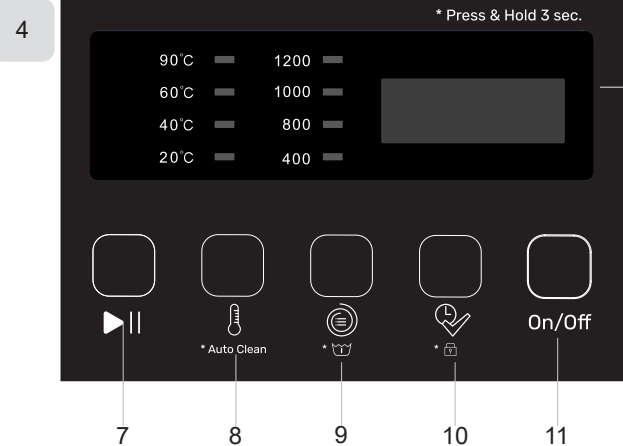 4
* Press & Hold 3 sec.
90°C 1200
60°C 1000
40°C 800
20°C 400
On/Off
* Auto Clean * *
7 8 9 10 11